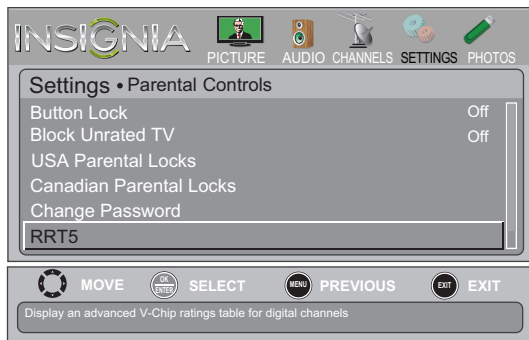 INSIGNIA
PICTURE AUDIO CHANNELS SETTINGS PHOTOS
Settings • Parental Controls
Button Lock Off
Block Unrated TV Off
USA Parental Locks
Canadian Parental Locks
Change Password
RRT5
MOVE OK ENTER SELECT MENU PREVIOUS EXIT EXIT
Display an advanced V-Chip ratings table for digital channels